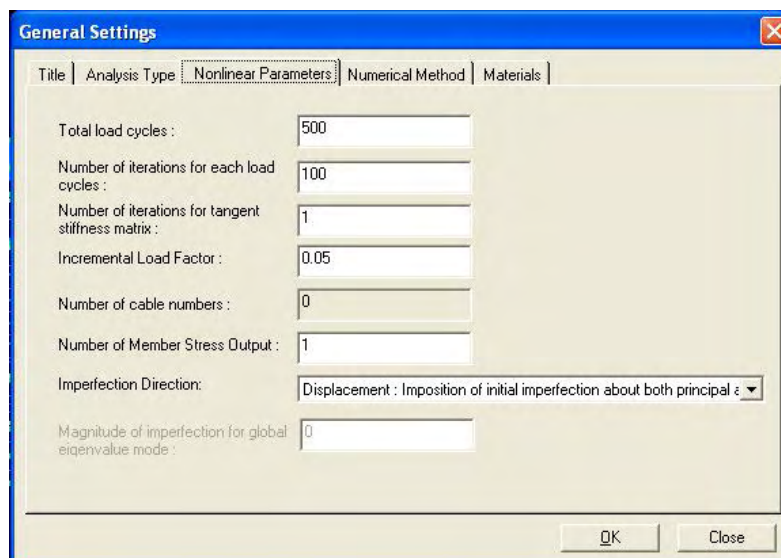 General Settings
Title Analysis Type Nonlinear Parameters Numerical Method Materials
Total load cycles : 500
Number of iterations for each load
cycles : 100
Number of iterations for tangent
stiffness matrix : 1
Incremental Load Factor : 0.05
Number of cable numbers : 0
Number of Member Stress Output : 1
Imperfection Direction: Displacement : Imposition of initial imperfection about both principal a
Magnitude of imperfection for global
eigenvalue mode : 0
OK Close